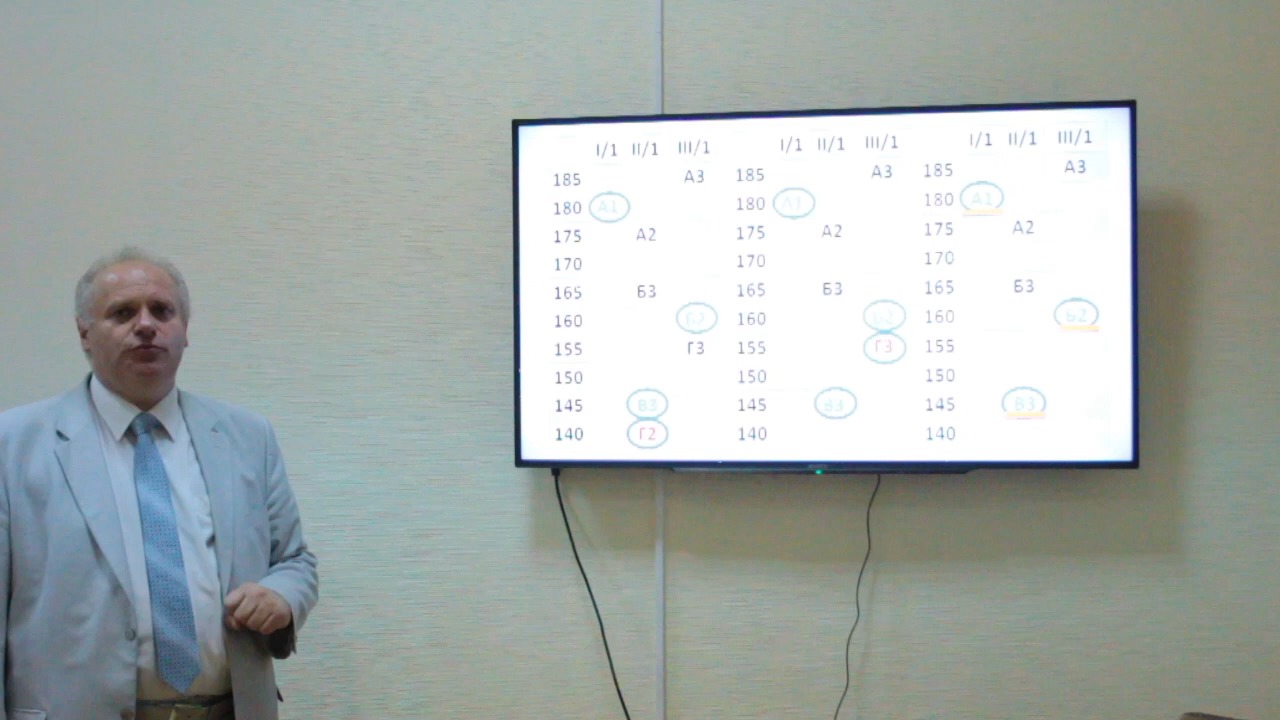 I/1 II/1 III/1 I/1 II/1 III/1 I/1 II/1 III/1
185 А3 185 А3 185 А3
180 А1 180 А1 180 А1
175 А2 175 А2 175 А2
170 170 170
165 Б3 165 Б3 165 Б3
160 Б2 160 Б2 160 Б2
155 Г3 155 Г3 155
150 150 150
145 В3 145 В3 145 В3
140 Г2 140 140